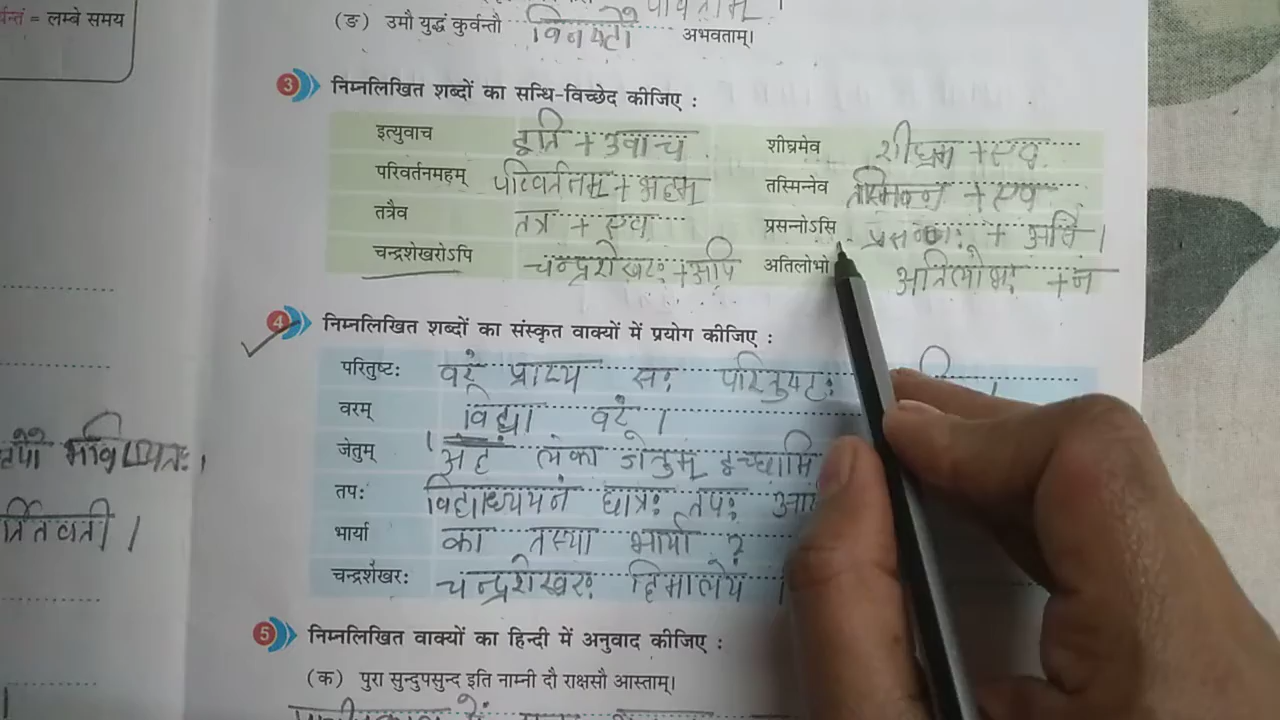 र्वन्तं = लम्बे समय
(ङ) उमौ युद्धं कुर्वन्तौ विनष्टौ अभवताम्।
3 निम्नलिखित शब्दों का सन्धि-विच्छेद कीजिए :
इत्युवाच इति + उवाच शीघ्रमेव शीघ्रम + एव
परिवर्तनमहम् परिवर्तनम् + अहम् तस्मिन्नेव तस्मिन्न + एव
तत्रैव तत्र + एव प्रसन्नोऽसि प्रसन्नः + असि।
चन्द्रशेखरोऽपि चन्द्रशेखरः + अपि अतिलोभो अतिलोभः + न
4 निम्नलिखित शब्दों का संस्कृत वाक्यों में प्रयोग कीजिए :
परितुष्टः वरं प्राप्य सः परितुष्टः
वरम् विद्या वरं।
जेतुम् अहं लंका जेतुम् इच्छामि
तपः विद्याध्ययनं छात्रः तपः
भार्या का तस्या भार्या ?
चन्द्रशेखरः चन्द्रशेखरः हिमालेय।
5 निम्नलिखित वाक्यों का हिन्दी में अनुवाद कीजिए :
(क) पुरा सुन्दुपसुन्द इति नाम्नी दौ राक्षसौ आस्ताम्।